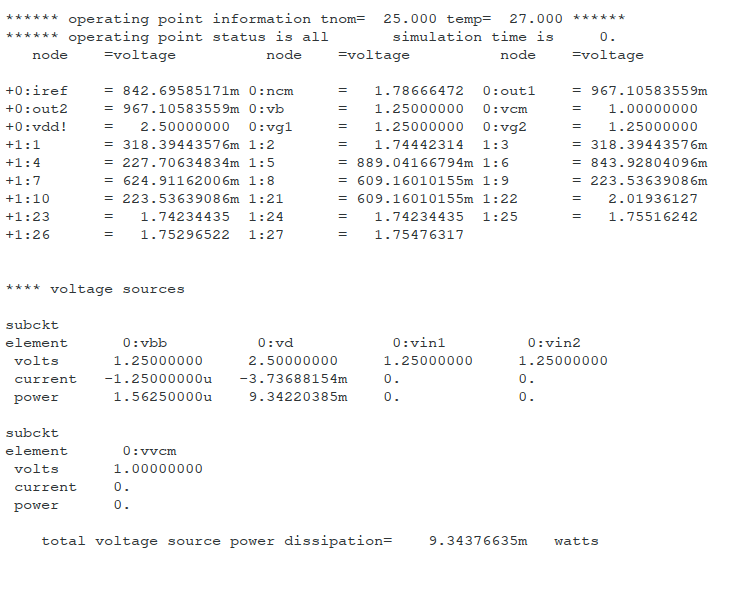 ****** operating point information tnom=  25.000 temp=  27.000 ******
****** operating point status is all       simulation time is     0.
   node    =voltage          node    =voltage          node    =voltage
+0:iref    = 842.69585171m 0:ncm     =   1.78666472  0:out1    = 967.10583559m
+0:out2    = 967.10583559m 0:vb      =   1.25000000  0:vcm     =   1.00000000
+0:vdd!    =   2.50000000  0:vg1     =   1.25000000  0:vg2     =   1.25000000
+1:1       = 318.39443576m 1:2       =   1.74442314  1:3       = 318.39443576m
+1:4       = 227.70634834m 1:5       = 889.04166794m 1:6       = 843.92804096m
+1:7       = 624.91162006m 1:8       = 609.16010155m 1:9       = 223.53639086m
+1:10      = 223.53639086m 1:21      = 609.16010155m 1:22      =   2.01936127
+1:23      =   1.74234435  1:24      =   1.74234435  1:25      =   1.75516242
+1:26      =   1.75296522  1:27      =   1.75476317
**** voltage sources
subckt
element      0:vbb          0:vd           0:vin1         0:vin2
 volts      1.25000000     2.50000000     1.25000000     1.25000000
 current   -1.25000000u   -3.73688154m    0.             0.
 power      1.56250000u    9.34220385m    0.             0.
subckt
element      0:vvcm
 volts      1.00000000
 current    0.
 power      0.
    total voltage source power dissipation=    9.34376635m   watts